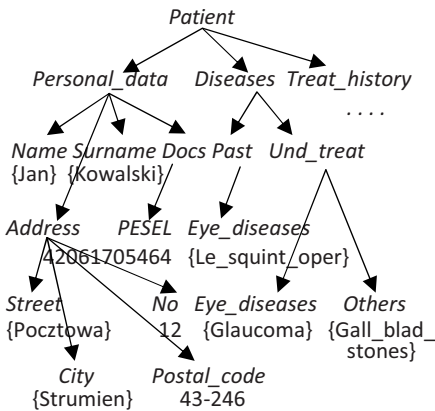 Patient
Personal_data Diseases Treat_history
. . . .
Name Surname Docs Past Und_treat
{Jan} {Kowalski}
Address PESEL Eye_diseases
42061705464 {Le_squint_oper}
Street No Eye_diseases Others
{Pocztowa} 12 {Glaucoma} {Gall_blad_
stones}
City Postal_code
{Strumien} 43-246